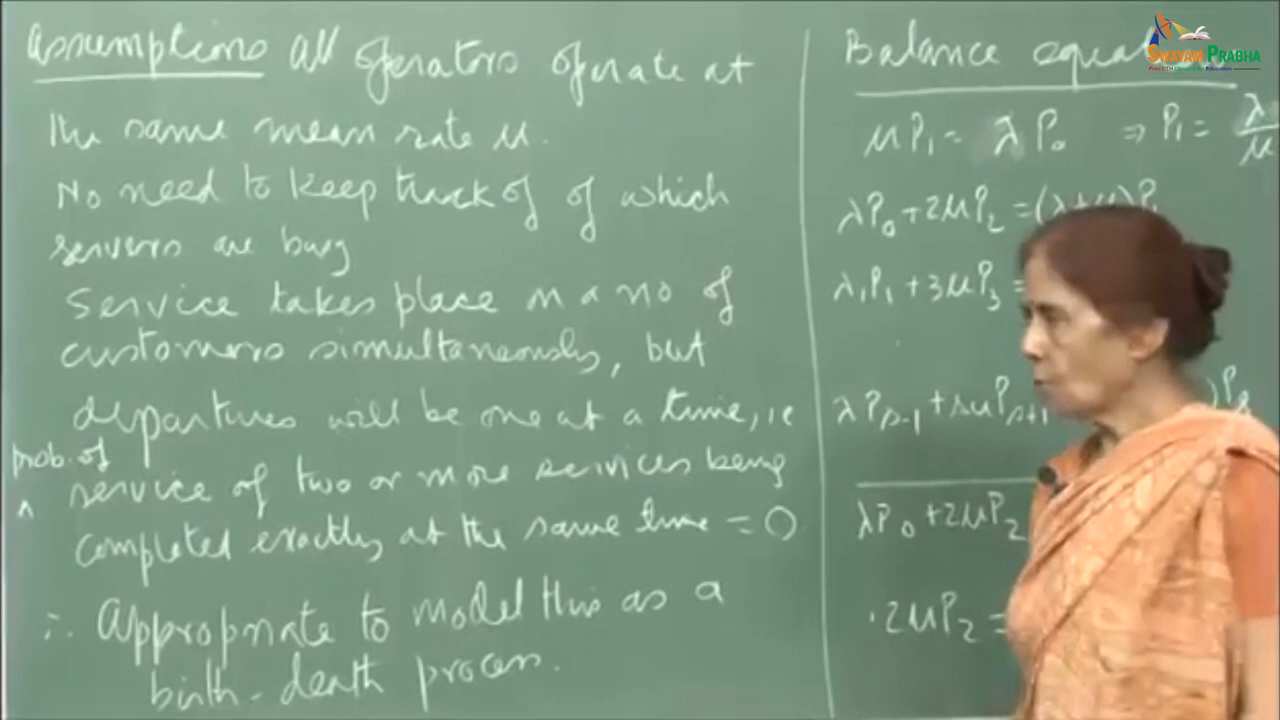 Assumptions All operators operate at
the same mean rate μ.
No need to keep track of of which
servers are busy
Service takes place on a no of
customers simultaneously, but
departures will be one at a time, i.e
prob. of
^ service of two or more services being
completed exactly at the same time = 0
∴ Appropriate to model this as a
birth-death process.
Balance equa
μP₁ = λP₀ ⇒ P₁ = λ/μ
λP₀ + 2μP₂ = (λ+μ)P₁
λ₁P₁ + 3μP₃ =
λPₛ₋₁ + sμPₛ₊₁ )Pₛ
λP₀ + 2μP₂
2μP₂ =
SWAYAM PRABHA